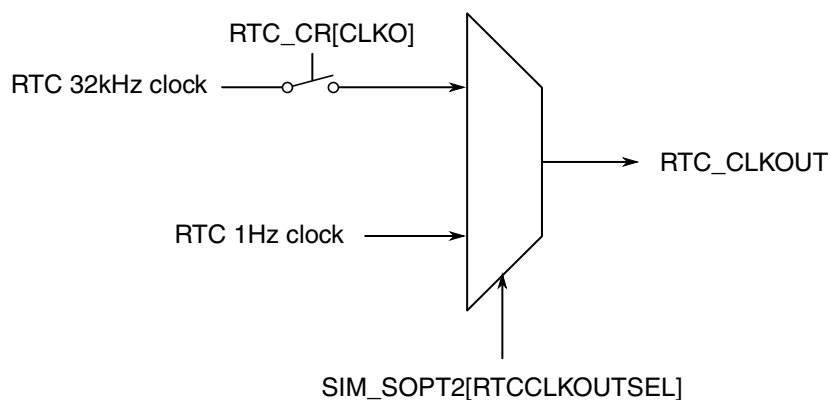 RTC_CR[CLKO]
RTC 32kHz clock
RTC_CLKOUT
RTC 1Hz clock
SIM_SOPT2[RTCCLKOUTSEL]